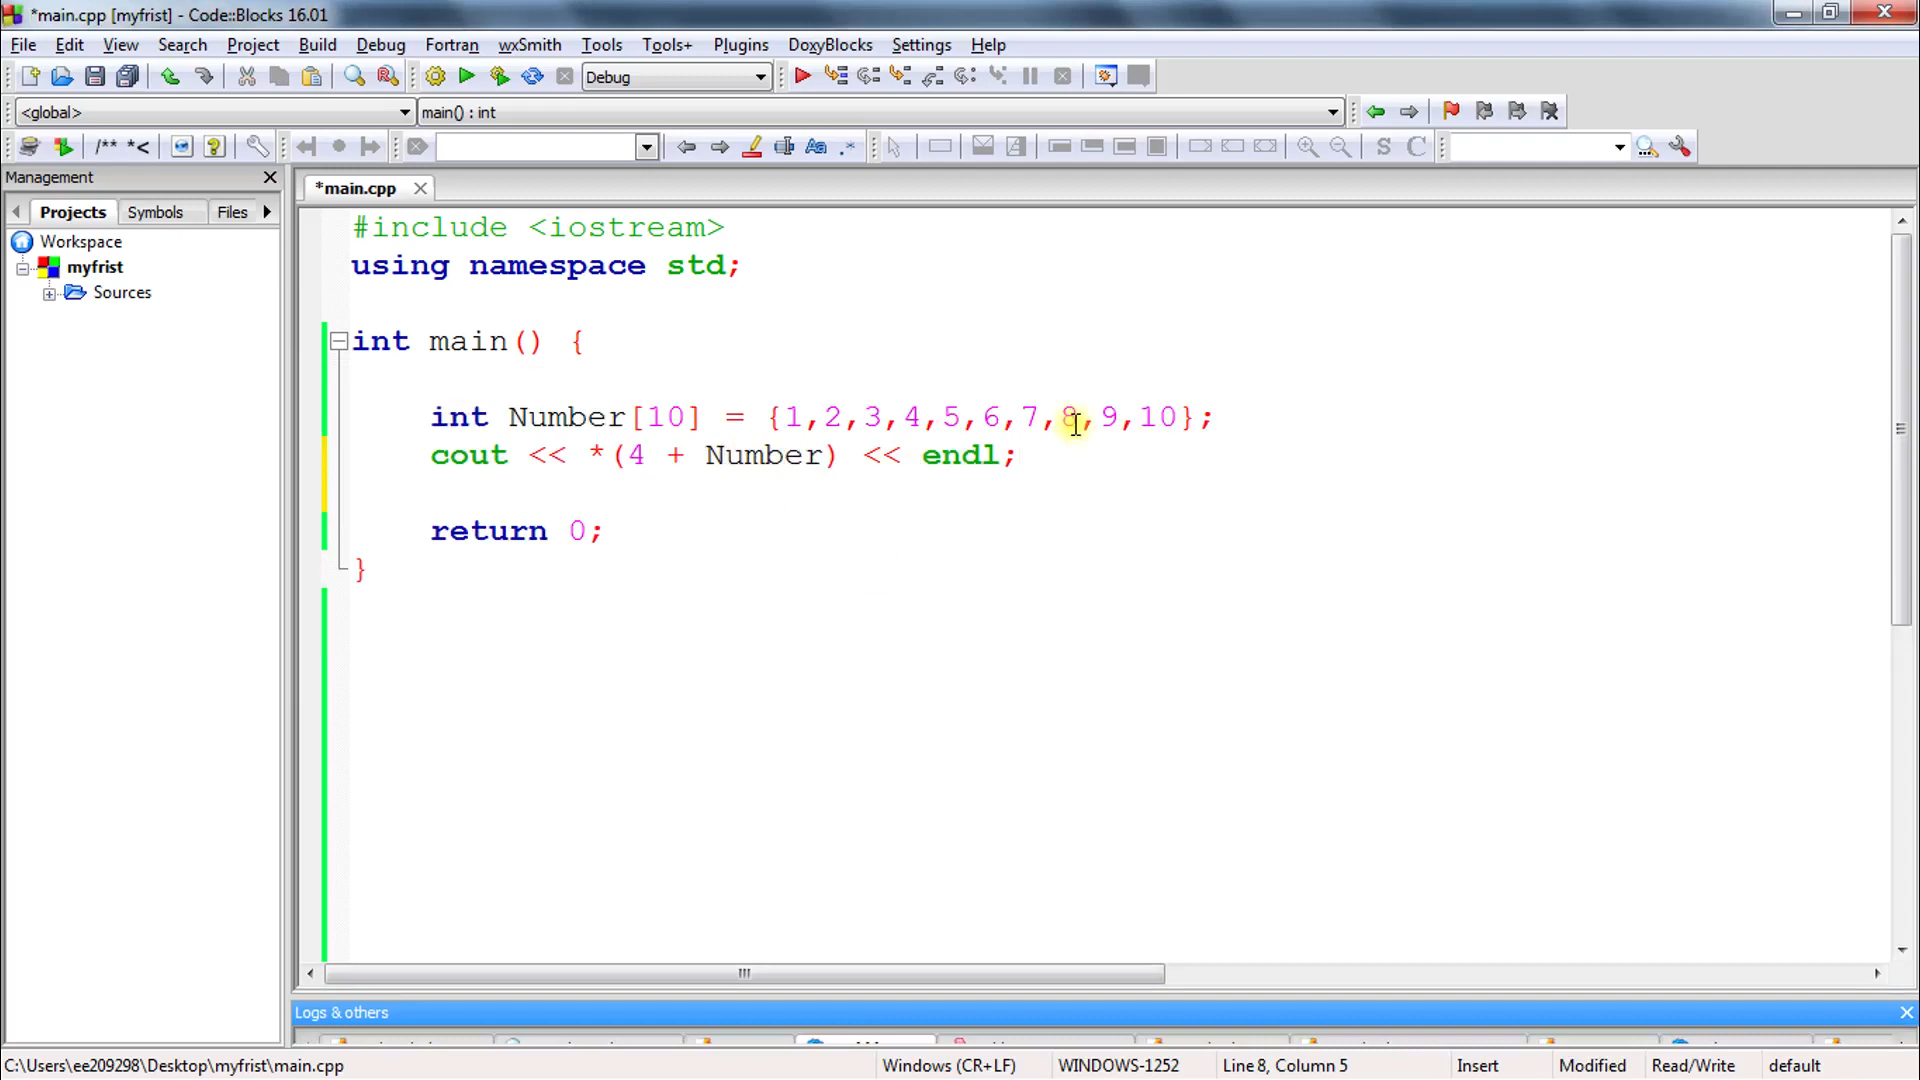 *main.cpp [myfrist] - Code::Blocks 16.01
File Edit View Search Project Build Debug Fortran wxSmith Tools Tools+ Plugins DoxyBlocks Settings Help
Debug
<global> main() : int
/** *<
Management
Projects Symbols Files
*main.cpp
Workspace
myfrist
Sources
#include <iostream>
using namespace std;
int main() {
int Number[10] = {1,2,3,4,5,6,7,8,9,10};
cout << *(4 + Number) << endl;
return 0;
}
Logs & others
C:\Users\ee209298\Desktop\myfrist\main.cpp Windows (CR+LF) WINDOWS-1252 Line 8, Column 5 Insert Modified Read/Write default